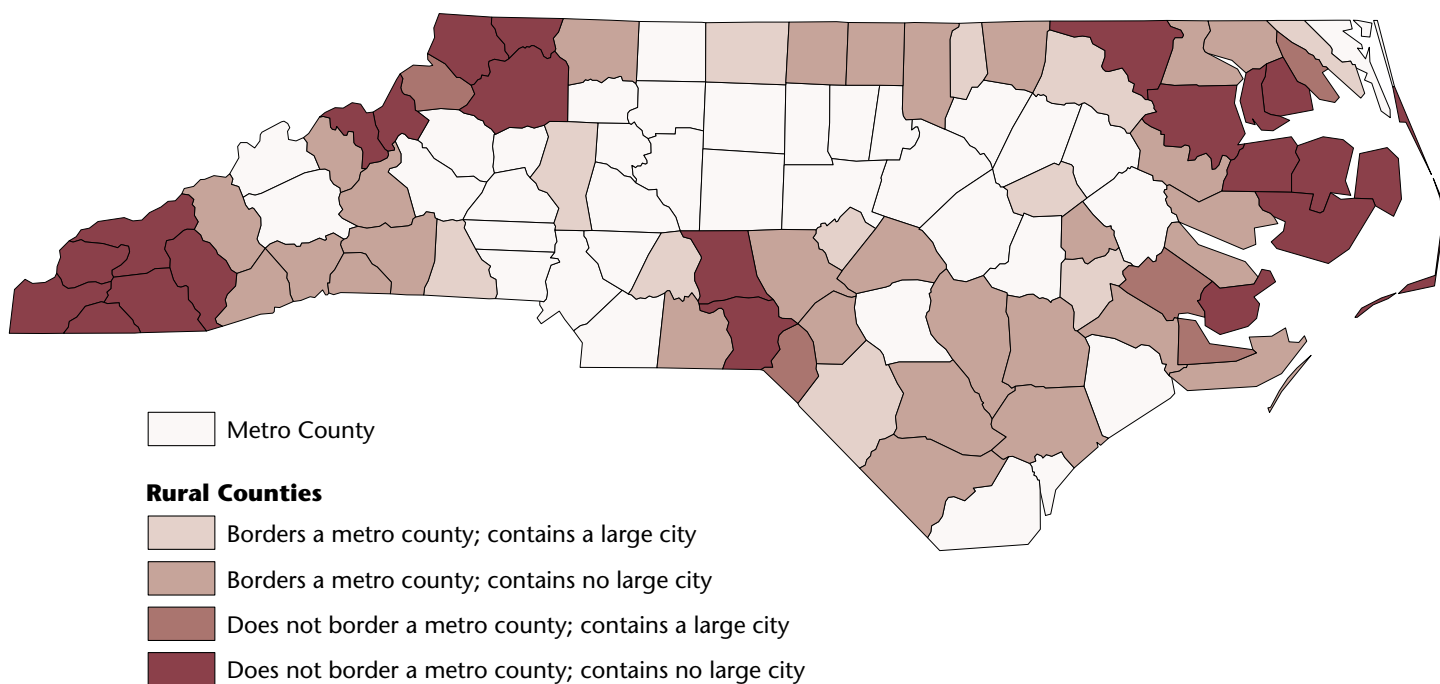 Metro County
Rural Counties
Borders a metro county; contains a large city
Borders a metro county; contains no large city
Does not border a metro county; contains a large city
Does not border a metro county; contains no large city